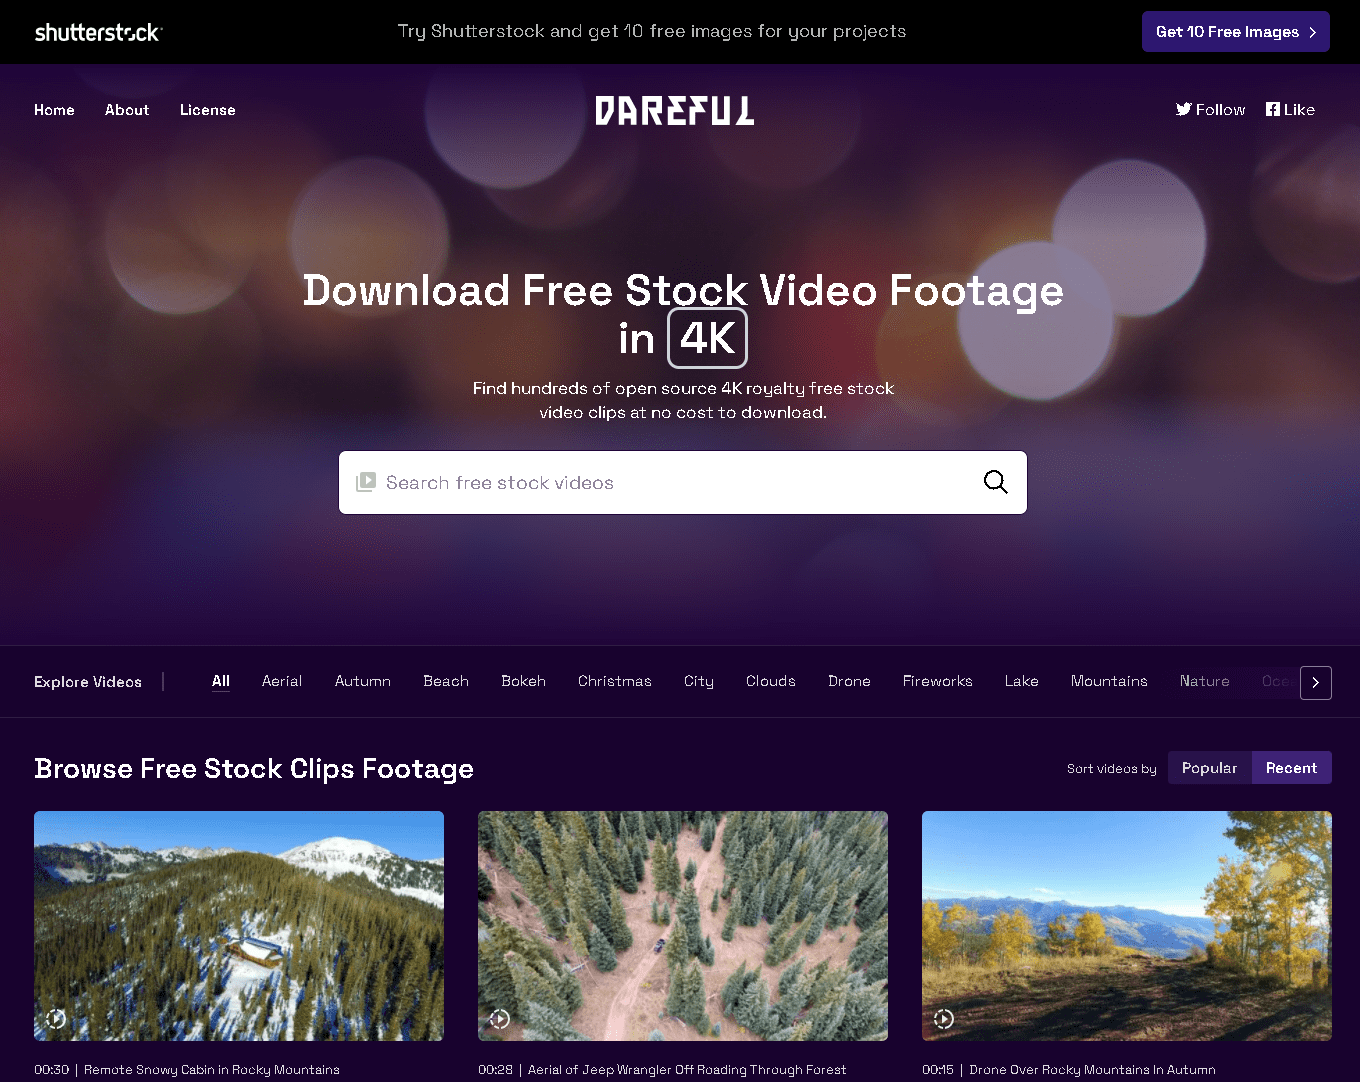 shutterstock
Try Shutterstock and get 10 free images for your projects
Get 10 Free Images
Home About License
DAREFUL
Follow Like
Download Free Stock Video Footage
in 4K
Find hundreds of open source 4K royalty free stock
video clips at no cost to download.
Search free stock videos
Explore Videos All Aerial Autumn Beach Bokeh Christmas City Clouds Drone Fireworks Lake Mountains Nature
Browse Free Stock Clips Footage
Sort videos by Popular Recent
00:30 | Remote Snowy Cabin in Rocky Mountains
00:28 | Aerial of Jeep Wrangler Off Roading Through Forest
00:15 | Drone Over Rocky Mountains In Autumn